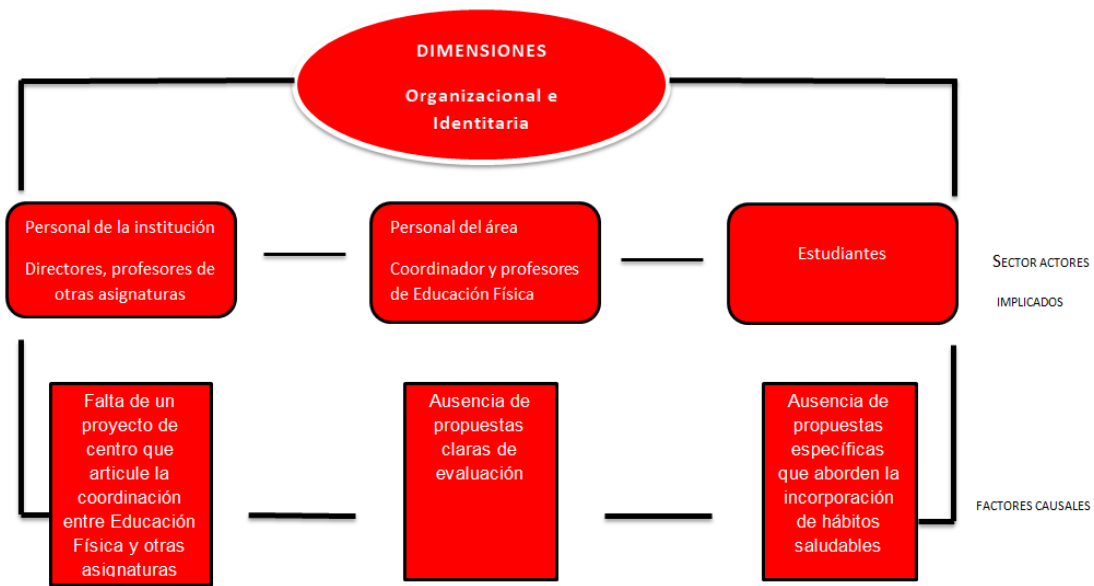 DIMENSIONES
Organizacional e
Identitaria
Personal de la institución
Directores, profesores de
otras asignaturas
Personal del área
Coordinador y profesores
de Educación Física
Estudiantes
SECTOR ACTORES
IMPLICADOS
Falta de un
proyecto de
centro que
articule la
coordinación
entre Educación
Física y otras
asignaturas
Ausencia de
propuestas
claras de
evaluación
Ausencia de
propuestas
específicas
que aborden la
incorporación
de hábitos
saludables
FACTORES CAUSALES